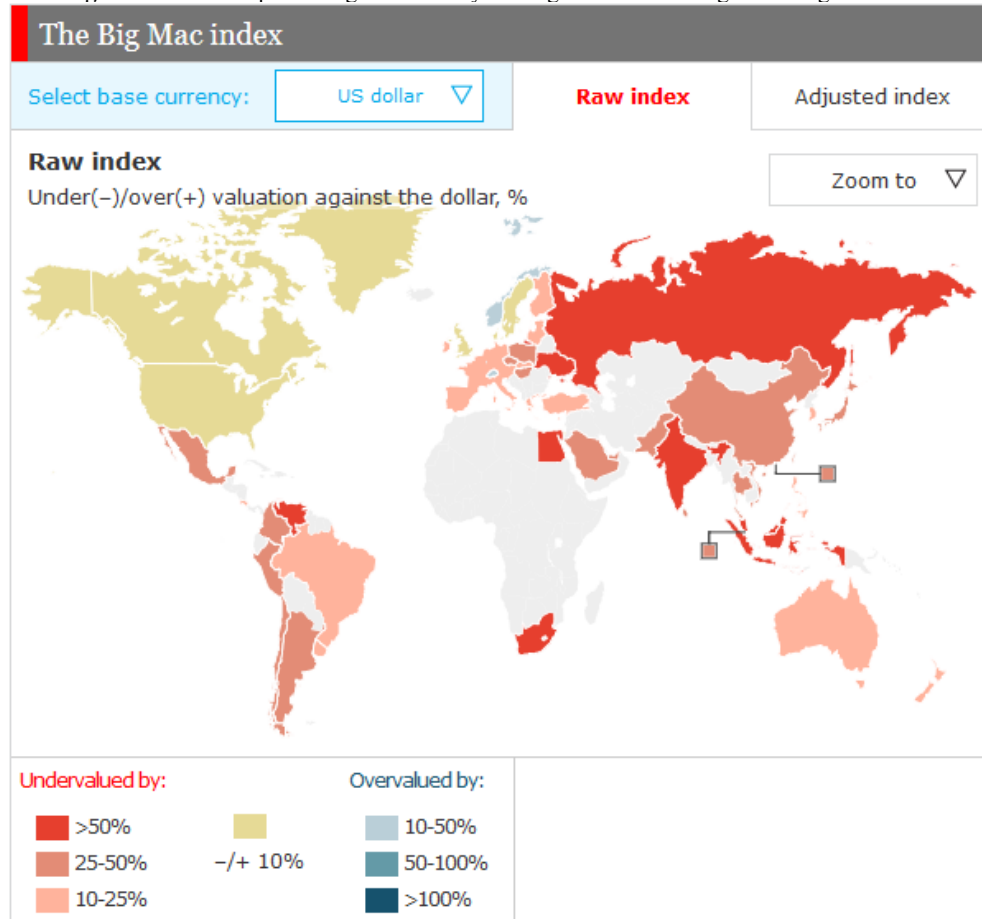 The Big Mac index
Select base currency: US dollar Raw index Adjusted index
Raw index
Under(–)/over(+) valuation against the dollar, %
Zoom to
Undervalued by: Overvalued by:
>50% 10-50%
25-50% –/+ 10% 50-100%
10-25% >100%